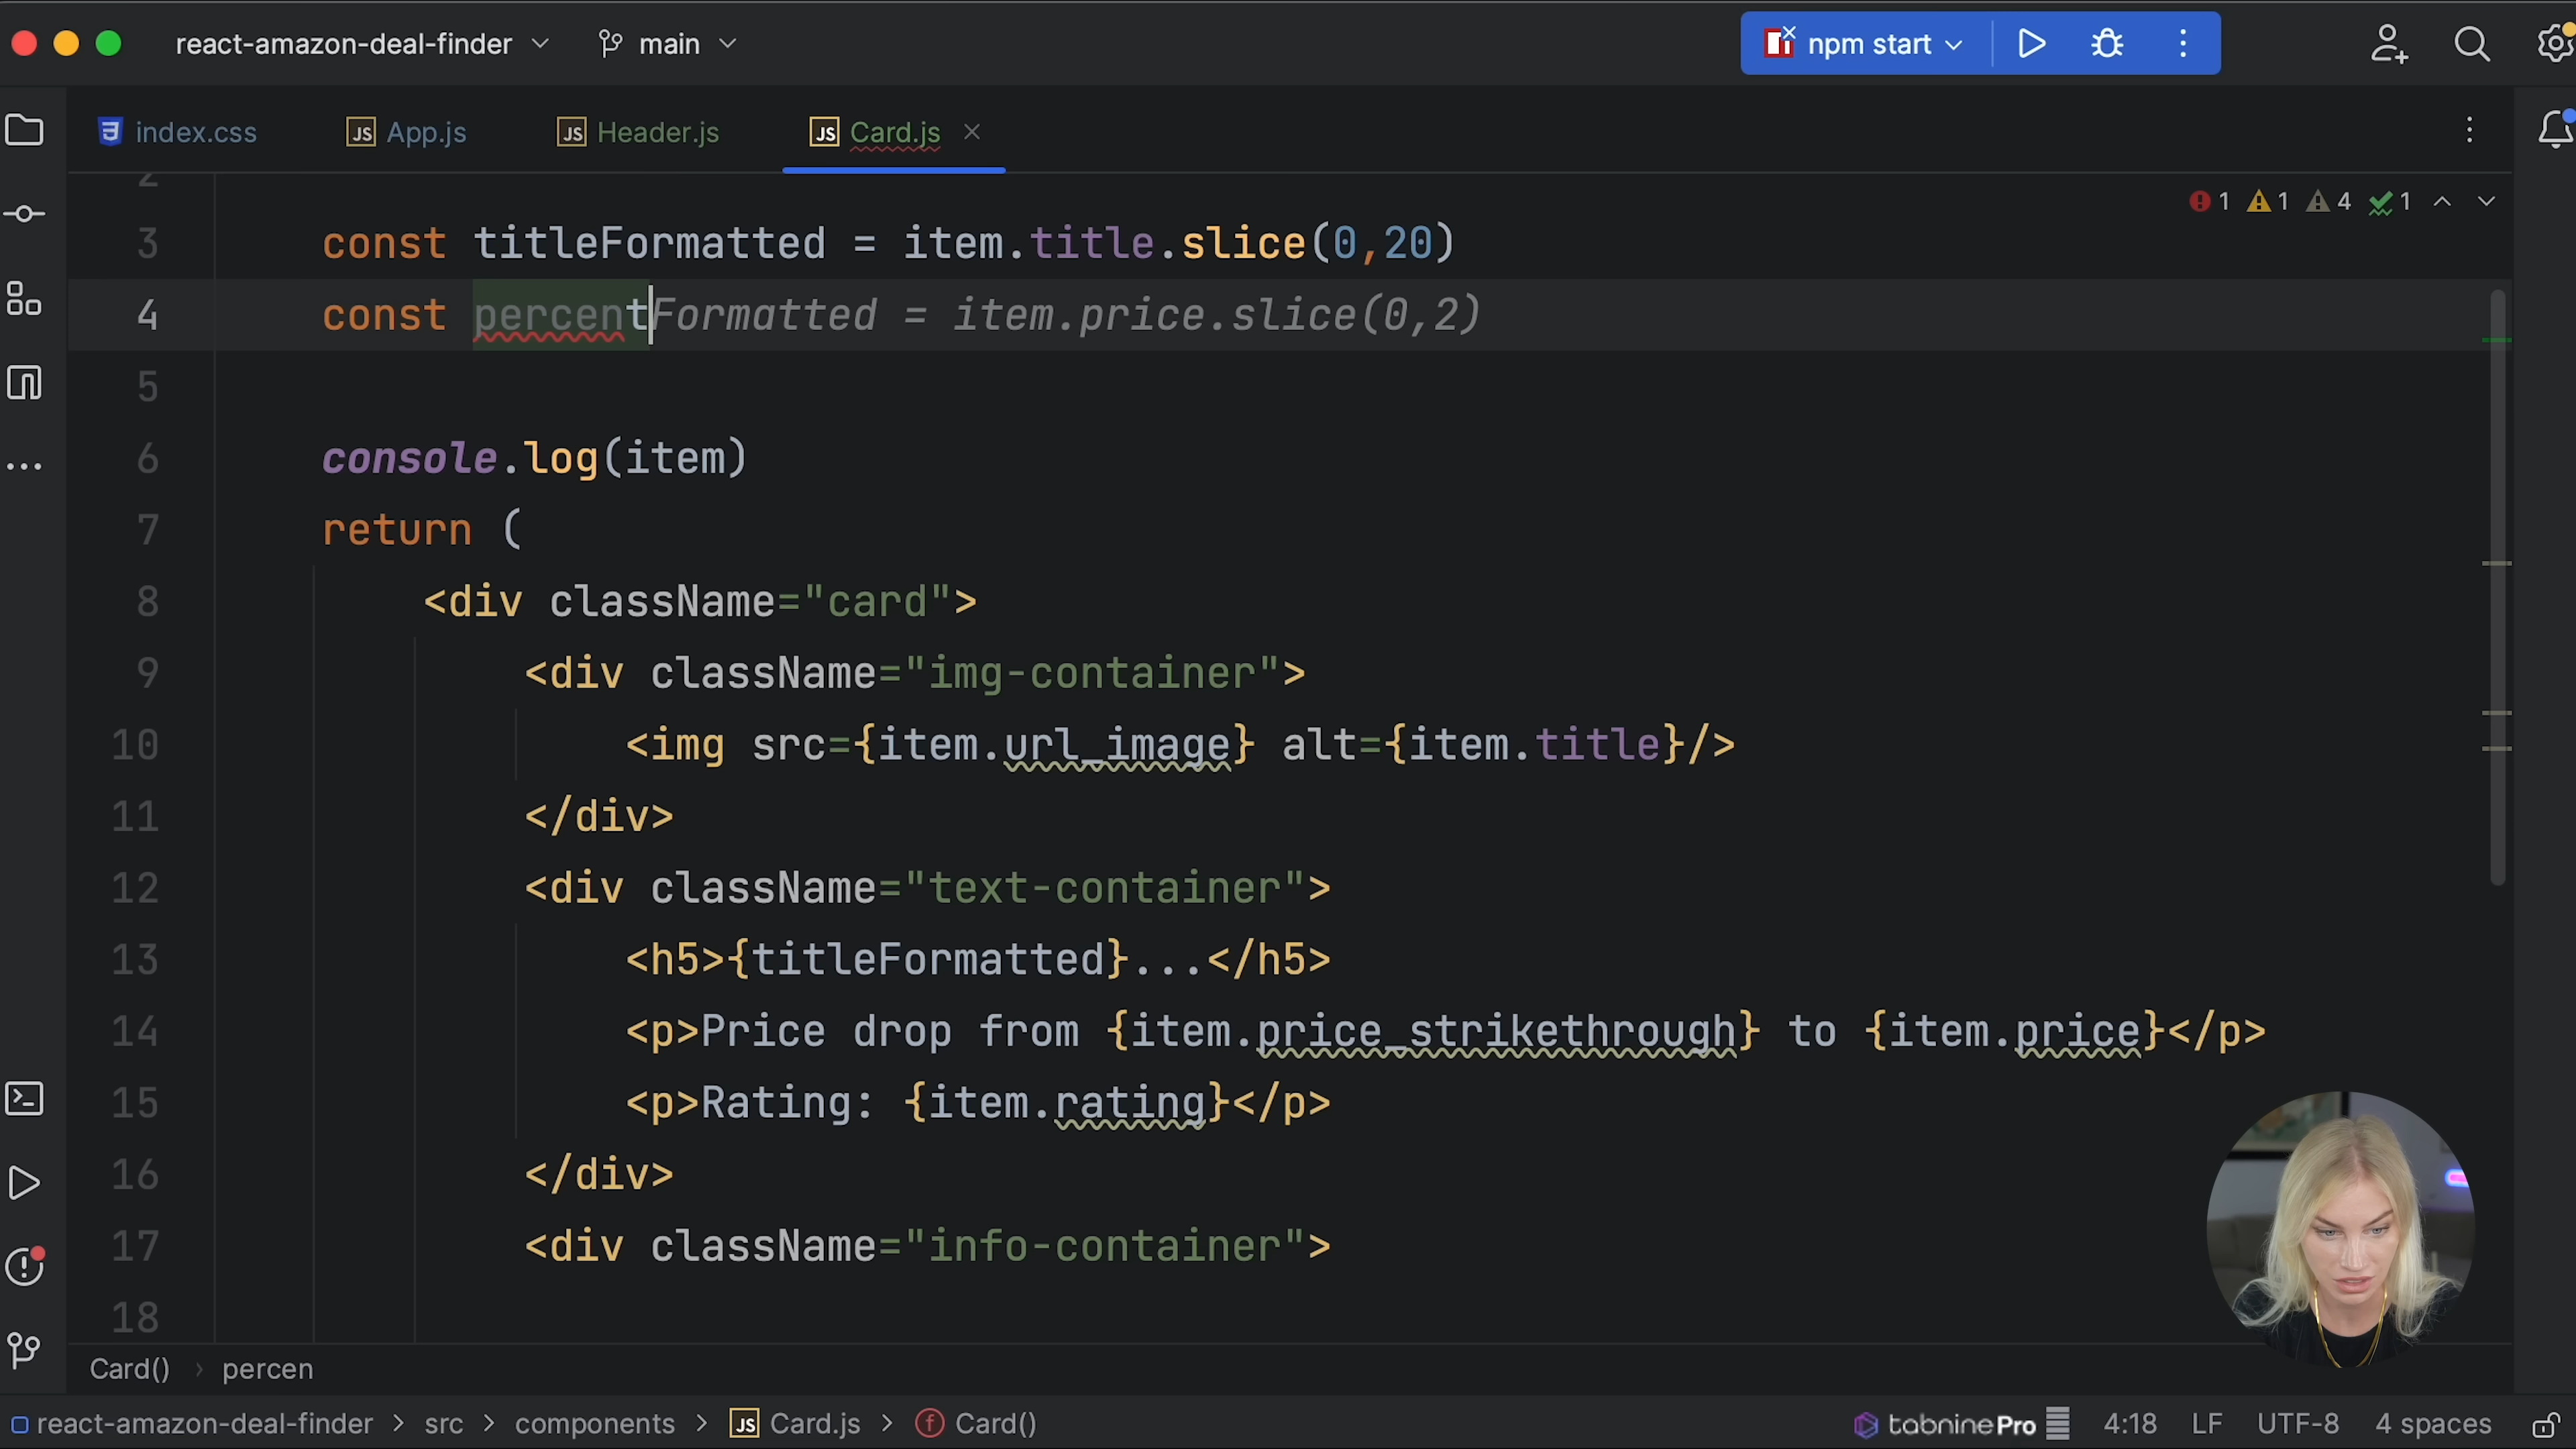 react-amazon-deal-finder main npm start
index.css App.js Header.js Card.js
2 1 1 4 1
3 const titleFormatted = item.title.slice(0,20)
4 const percentFormatted = item.price.slice(0,2)
5
6 console.log(item)
7 return (
8 <div className="card">
9 <div className="img-container">
10 <img src={item.url_image} alt={item.title}/>
11 </div>
12 <div className="text-container">
13 <h5>{titleFormatted}...</h5>
14 <p>Price drop from {item.price_strikethrough} to {item.price}</p>
15 <p>Rating: {item.rating}</p>
16 </div>
17 <div className="info-container">
18
Card() › percen
react-amazon-deal-finder > src > components > JS Card.js > f Card() tabnine Pro 4:18 LF UTF-8 4 spaces